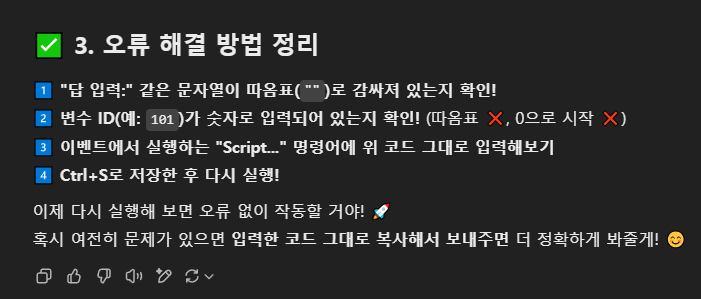 ✅ 3. 오류 해결 방법 정리
1️⃣ "답 입력:" 같은 문자열이 따옴표("")로 감싸져 있는지 확인!
2️⃣ 변수 ID(예: 101)가 숫자로 입력되어 있는지 확인! (따옴표 ❌, 0으로 시작 ❌)
3️⃣ 이벤트에서 실행하는 "Script..." 명령어에 위 코드 그대로 입력해보기
4️⃣ Ctrl+S로 저장한 후 다시 실행!
이제 다시 실행해 보면 오류 없이 작동할 거야! 🚀
혹시 여전히 문제가 있으면 입력한 코드 그대로 복사해서 보내주면 더 정확하게 봐줄게! 😊